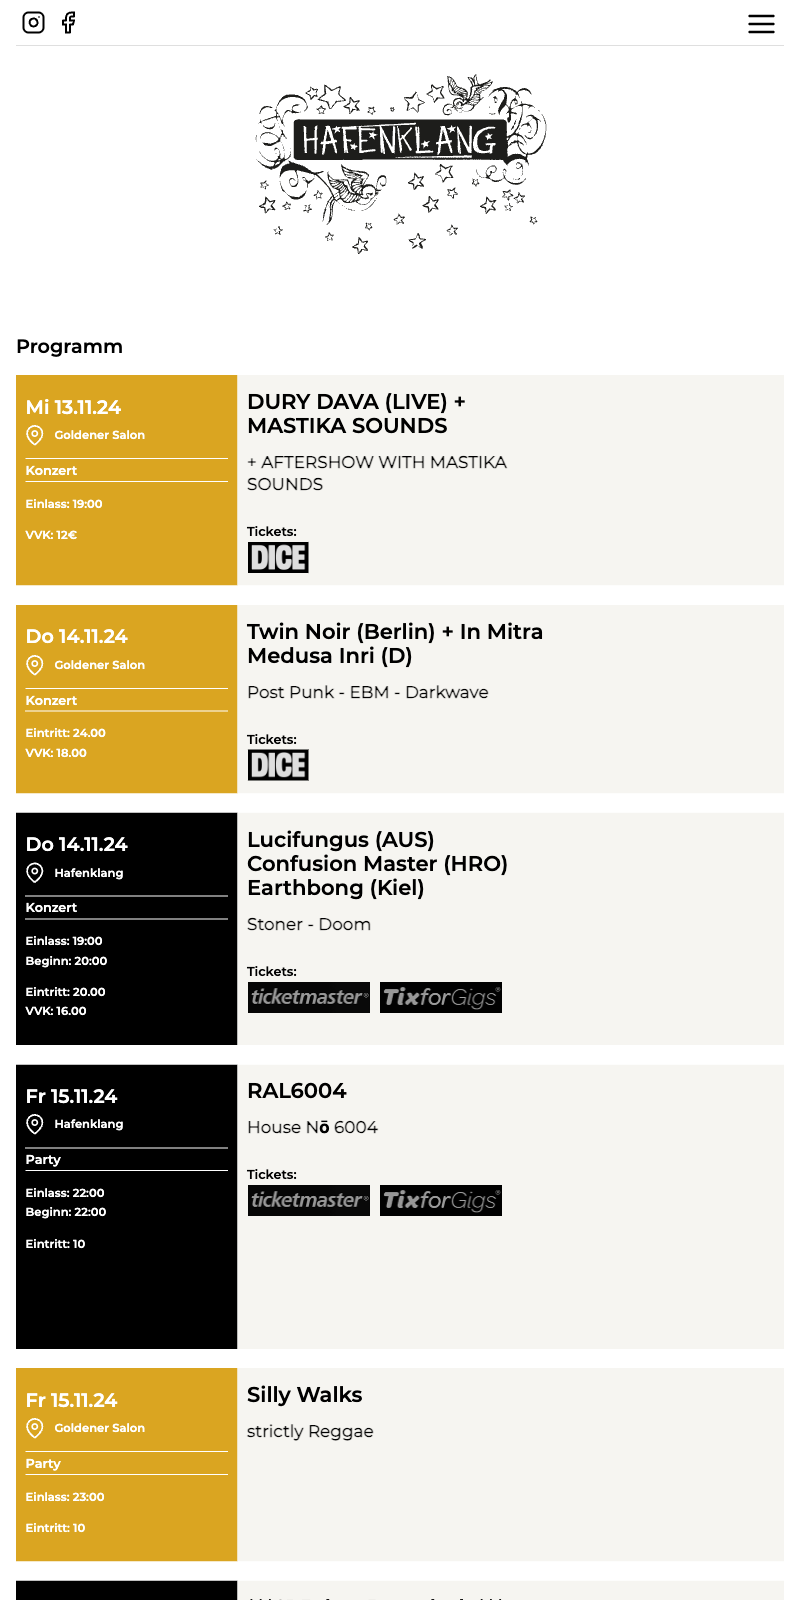 HAFENKLANG
Programm
Mi 13.11.24
Goldener Salon
Konzert
Einlass: 19:00
VVK: 12€
DURY DAVA (LIVE) +
MASTIKA SOUNDS
+ AFTERSHOW WITH MASTIKA
SOUNDS
Tickets:
DICE
Do 14.11.24
Goldener Salon
Konzert
Eintritt: 24.00
VVK: 18.00
Twin Noir (Berlin) + In Mitra
Medusa Inri (D)
Post Punk - EBM - Darkwave
Tickets:
DICE
Do 14.11.24
Hafenklang
Konzert
Einlass: 19:00
Beginn: 20:00
Eintritt: 20.00
VVK: 16.00
Lucifungus (AUS)
Confusion Master (HRO)
Earthbong (Kiel)
Stoner - Doom
Tickets:
ticketmaster® TixforGigs®
Fr 15.11.24
Hafenklang
Party
Einlass: 22:00
Beginn: 22:00
Eintritt: 10
RAL6004
House Nō 6004
Tickets:
ticketmaster® TixforGigs®
Fr 15.11.24
Goldener Salon
Party
Einlass: 23:00
Eintritt: 10
Silly Walks
strictly Reggae